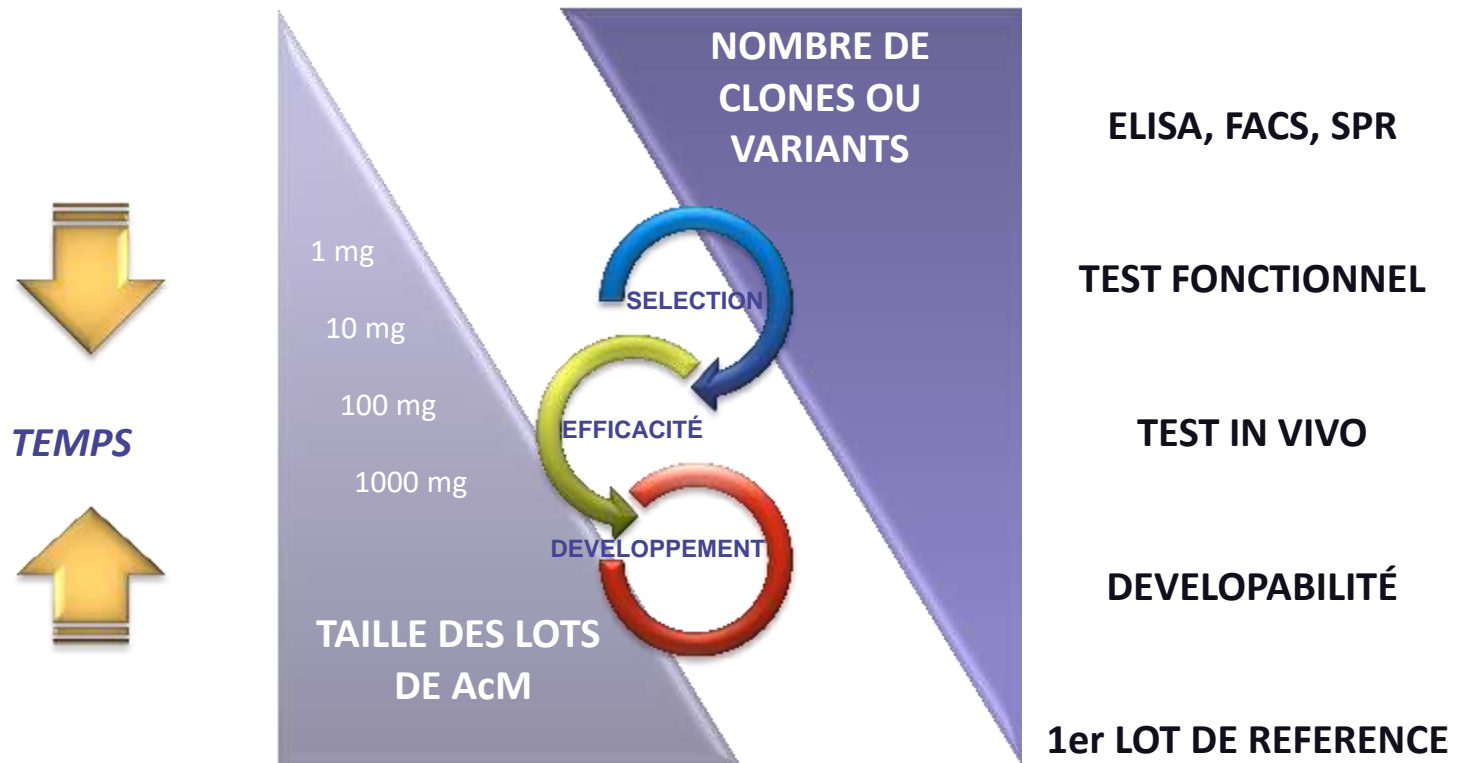 NOMBRE DE
CLONES OU
VARIANTS
ELISA, FACS, SPR
1 mg
SELECTION
TEST FONCTIONNEL
10 mg
100 mg
EFFICACITÉ
TEMPS
TEST IN VIVO
1000 mg
DEVELOPPEMENT
DEVELOPABILITÉ
TAILLE DES LOTS
DE AcM
1er LOT DE REFERENCE